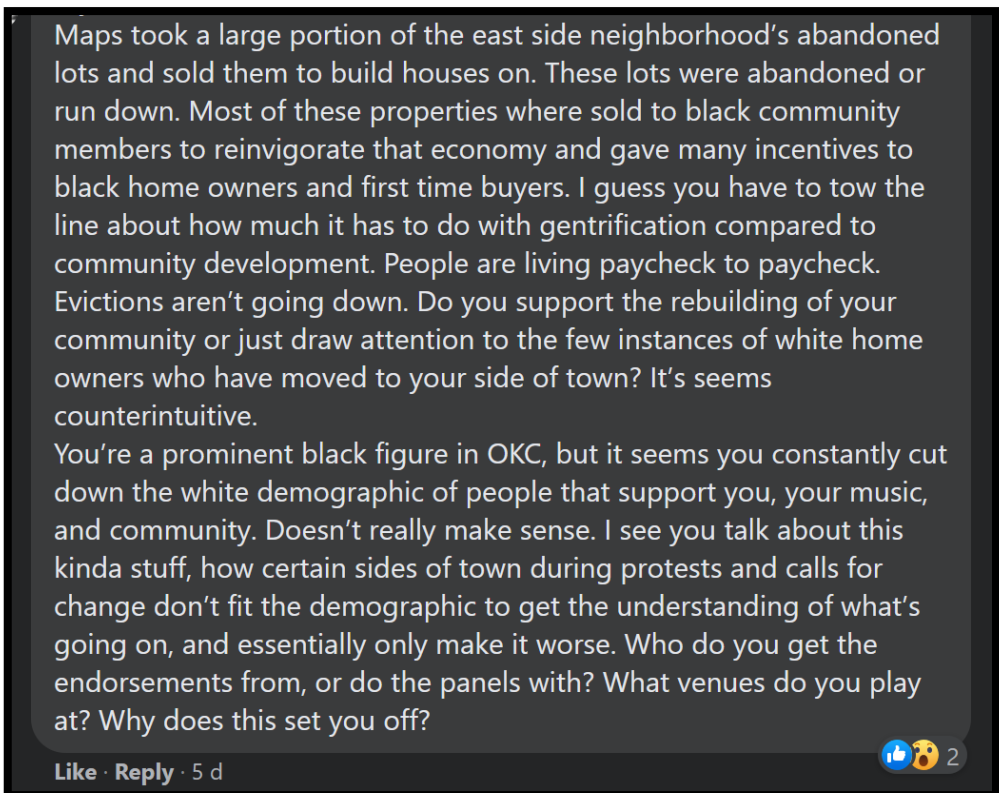 Maps took a large portion of the east side neighborhood's abandoned
lots and sold them to build houses on. These lots were abandoned or
run down. Most of these properties where sold to black community
members to reinvigorate that economy and gave many incentives to
black home owners and first time buyers. I guess you have to tow the
line about how much it has to do with gentrification compared to
community development. People are living paycheck to paycheck.
Evictions aren't going down. Do you support the rebuilding of your
community or just draw attention to the few instances of white home
owners who have moved to your side of town? It's seems
counterintuitive.
You're a prominent black figure in OKC, but it seems you constantly cut
down the white demographic of people that support you, your music,
and community. Doesn't really make sense. I see you talk about this
kinda stuff, how certain sides of town during protests and calls for
change don't fit the demographic to get the understanding of what's
going on, and essentially only make it worse. Who do you get the
endorsements from, or do the panels with? What venues do you play
at? Why does this set you off?
2
Like · Reply · 5 d